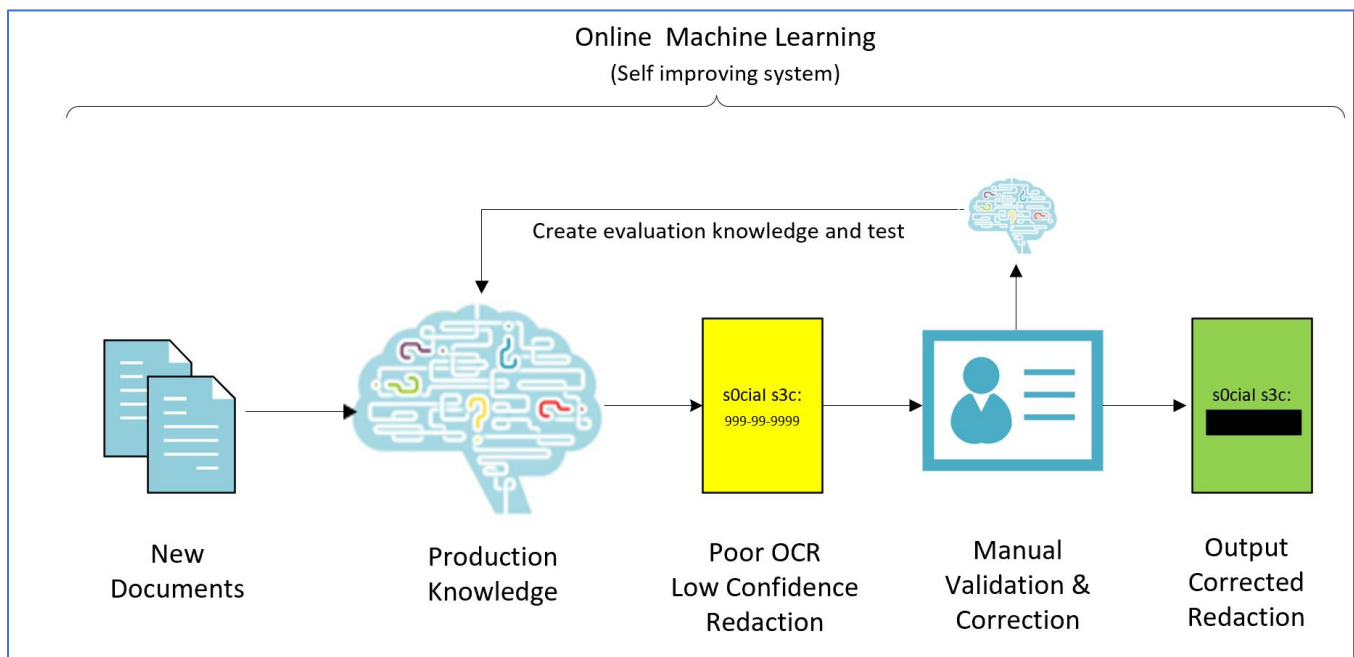 Online Machine Learning
(Self improving system)
Create evaluation knowledge and test
s0cial s3c:
999-99-9999
s0cial s3c:
New
Documents
Production
Knowledge
Poor OCR
Low Confidence
Redaction
Manual
Validation &
Correction
Output
Corrected
Redaction